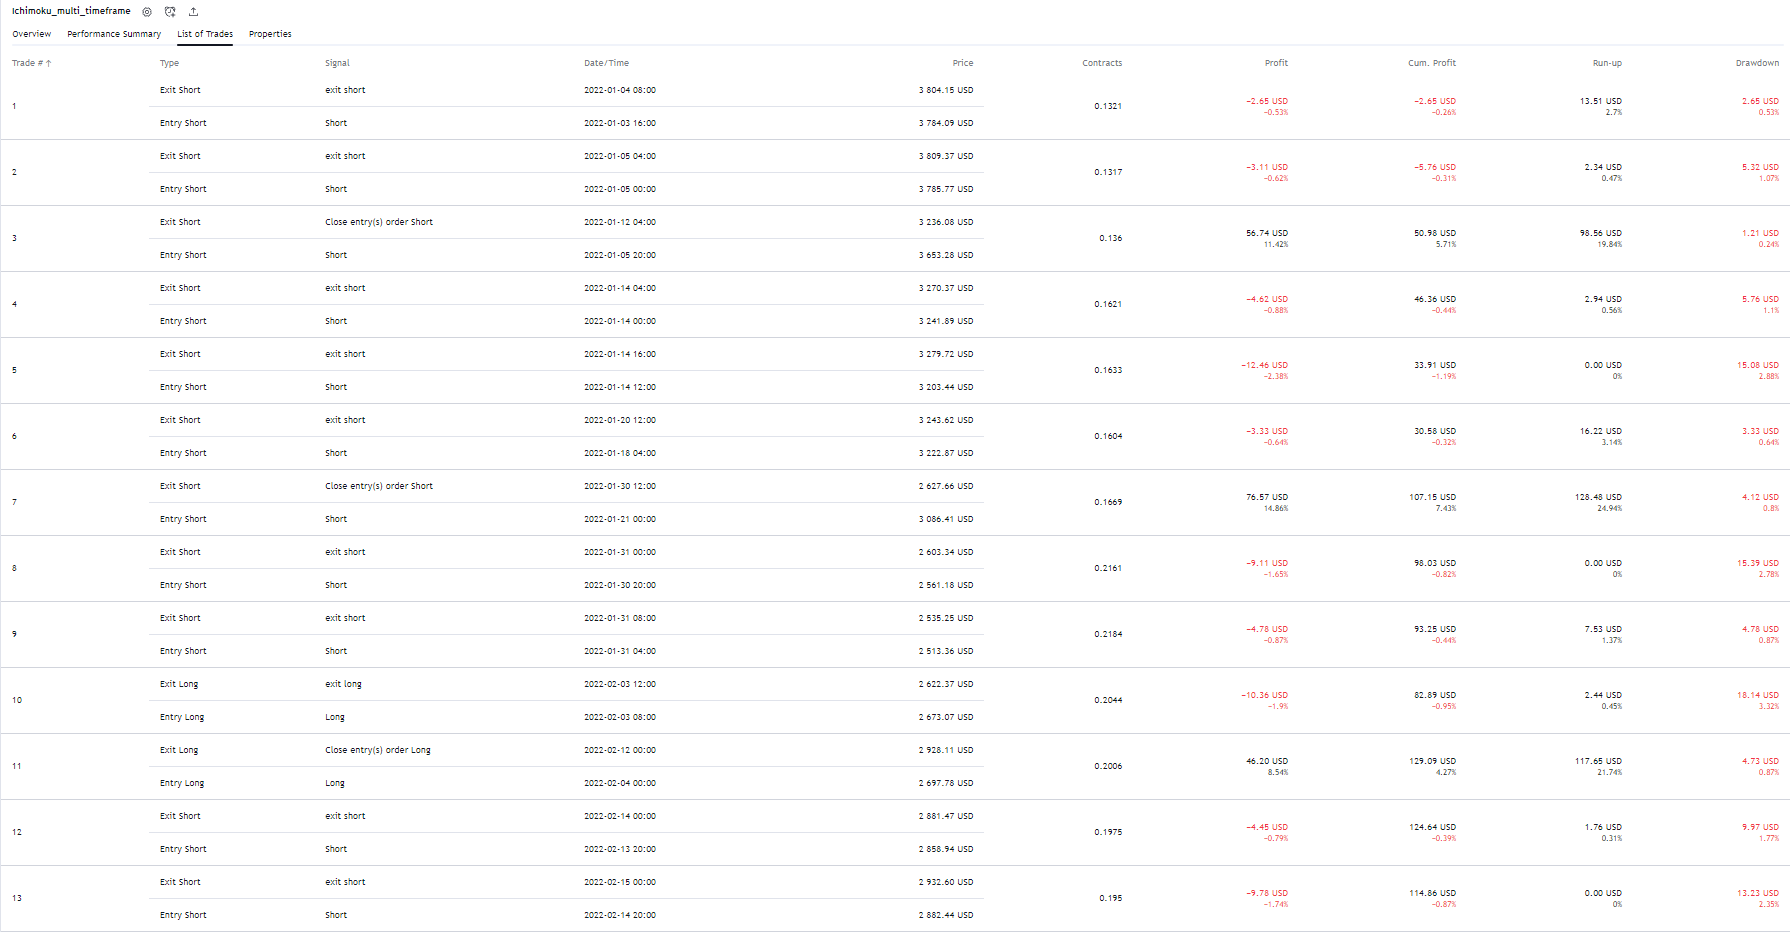 Ichimoku_multi_timeframe
Overview Performance Summary List of Trades Properties
Trade # ↑ Type Signal Date/Time Price Contracts Profit Cum. Profit Run-up Drawdown
Exit Short exit short 2022-01-04 08:00 3 804.15 USD
1 0.1321 −2.65 USD −2.65 USD 13.51 USD 2.65 USD
−0.53% −0.26% 2.7% 0.53%
Entry Short Short 2022-01-03 16:00 3 784.09 USD
Exit Short exit short 2022-01-05 04:00 3 809.37 USD
2 0.1317 −3.11 USD −5.76 USD 2.34 USD 5.32 USD
−0.62% −0.31% 0.47% 1.07%
Entry Short Short 2022-01-05 00:00 3 785.77 USD
Exit Short Close entry(s) order Short 2022-01-12 04:00 3 236.08 USD
3 0.136 56.74 USD 50.98 USD 98.56 USD 1.21 USD
11.42% 5.71% 19.84% 0.24%
Entry Short Short 2022-01-05 20:00 3 653.28 USD
Exit Short exit short 2022-01-14 04:00 3 270.37 USD
4 0.1621 −4.62 USD 46.36 USD 2.94 USD 5.76 USD
−0.88% −0.44% 0.56% 1.1%
Entry Short Short 2022-01-14 00:00 3 241.89 USD
Exit Short exit short 2022-01-14 16:00 3 279.72 USD
5 0.1633 −12.46 USD 33.91 USD 0.00 USD 15.08 USD
−2.38% −1.19% 0% 2.88%
Entry Short Short 2022-01-14 12:00 3 203.44 USD
Exit Short exit short 2022-01-20 12:00 3 243.62 USD
6 0.1604 −3.33 USD 30.58 USD 16.22 USD 3.33 USD
−0.64% −0.32% 3.14% 0.64%
Entry Short Short 2022-01-18 04:00 3 222.87 USD
Exit Short Close entry(s) order Short 2022-01-30 12:00 2 627.66 USD
7 0.1669 76.57 USD 107.15 USD 128.48 USD 4.12 USD
14.86% 7.43% 24.94% 0.8%
Entry Short Short 2022-01-21 00:00 3 086.41 USD
Exit Short exit short 2022-01-31 00:00 2 603.34 USD
8 0.2161 −9.11 USD 98.03 USD 0.00 USD 15.39 USD
−1.65% −0.82% 0% 2.78%
Entry Short Short 2022-01-30 20:00 2 561.18 USD
Exit Short exit short 2022-01-31 08:00 2 535.25 USD
9 0.2184 −4.78 USD 93.25 USD 7.53 USD 4.78 USD
−0.87% −0.44% 1.37% 0.87%
Entry Short Short 2022-01-31 04:00 2 513.36 USD
Exit Long exit long 2022-02-03 12:00 2 622.37 USD
10 0.2044 −10.36 USD 82.89 USD 2.44 USD 18.14 USD
−1.9% −0.95% 0.45% 3.32%
Entry Long Long 2022-02-03 08:00 2 673.07 USD
Exit Long Close entry(s) order Long 2022-02-12 00:00 2 928.11 USD
11 0.2006 46.20 USD 129.09 USD 117.65 USD 4.73 USD
8.54% 4.27% 21.74% 0.87%
Entry Long Long 2022-02-04 00:00 2 697.78 USD
Exit Short exit short 2022-02-14 00:00 2 881.47 USD
12 0.1975 −4.45 USD 124.64 USD 1.76 USD 9.97 USD
−0.79% −0.39% 0.31% 1.77%
Entry Short Short 2022-02-13 20:00 2 858.94 USD
Exit Short exit short 2022-02-15 00:00 2 932.60 USD
13 0.195 −9.78 USD 114.86 USD 0.00 USD 13.23 USD
−1.74% −0.87% 0% 2.35%
Entry Short Short 2022-02-14 20:00 2 882.44 USD